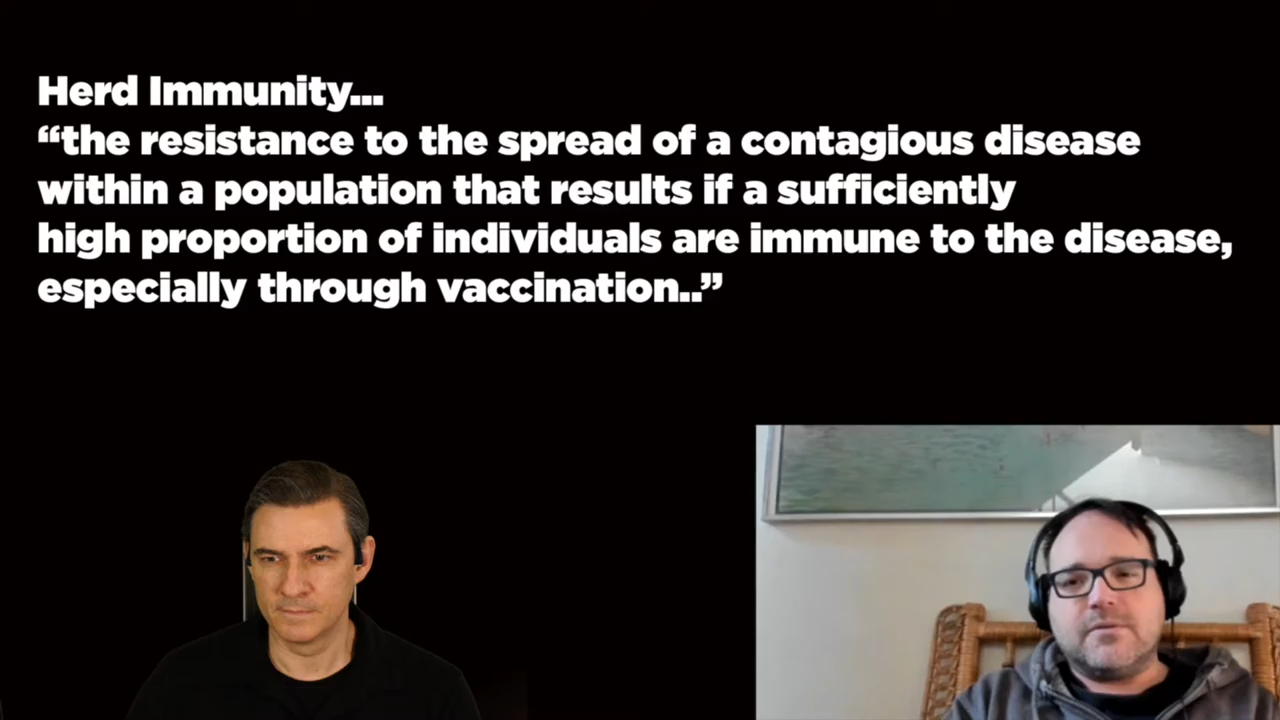 Herd Immunity...
“the resistance to the spread of a contagious disease
within a population that results if a sufficiently
high proportion of individuals are immune to the disease,
especially through vaccination..”